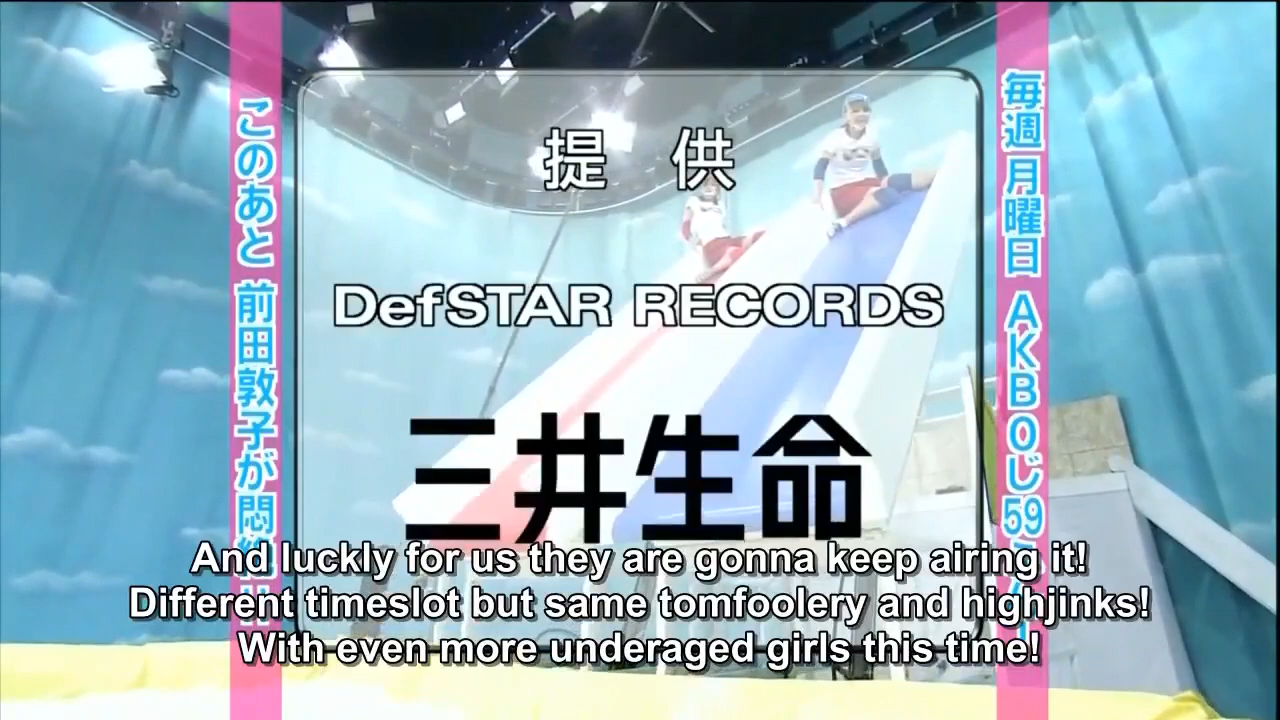 毎週月曜日 AKB0じ59
このあと 前田敦子が悶
提 供
DefSTAR RECORDS
三井生命
And luckly for us they are gonna keep airing it!
Different timeslot but same tomfoolery and highjinks!
With even more underaged girls this time!